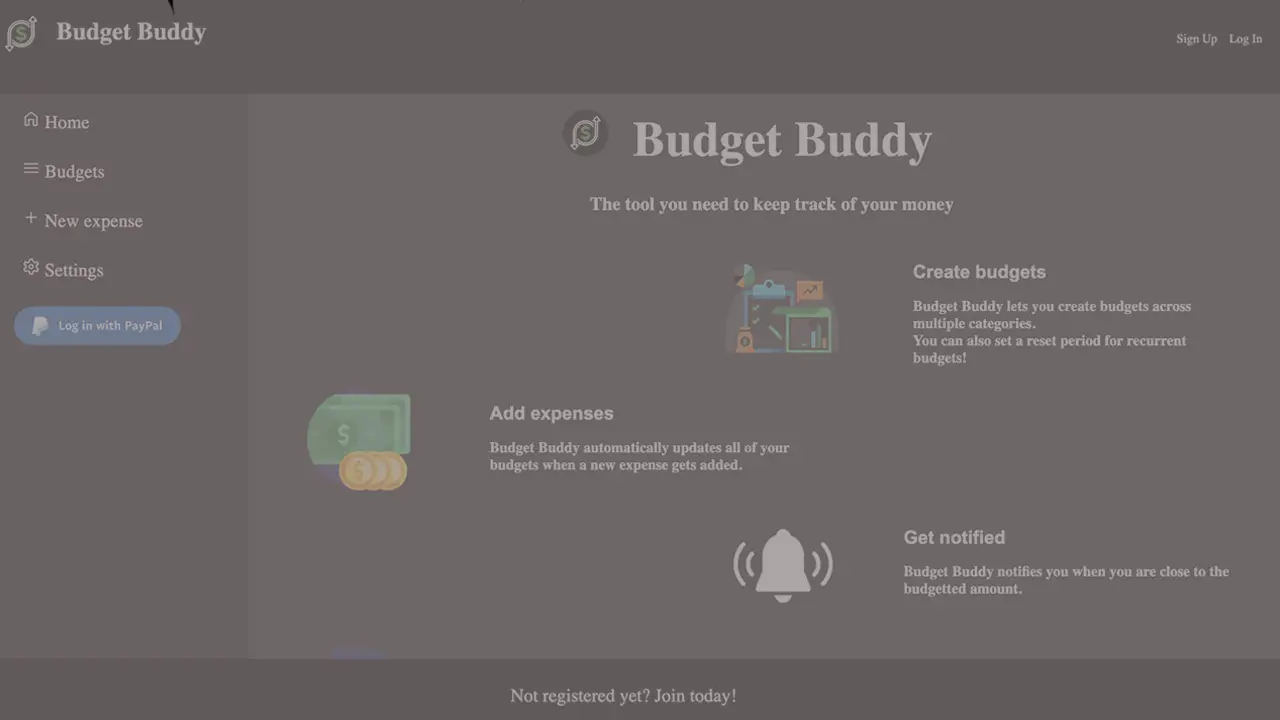 Budget Buddy
Sign Up Log In
Home
Budgets
New expense
Settings
Log in with PayPal
Budget Buddy
The tool you need to keep track of your money
Create budgets
Budget Buddy lets you create budgets across
multiple categories.
You can also set a reset period for recurrent
budgets!
Add expenses
Budget Buddy automatically updates all of your
budgets when a new expense gets added.
Get notified
Budget Buddy notifies you when you are close to the
budgetted amount.
Not registered yet? Join today!